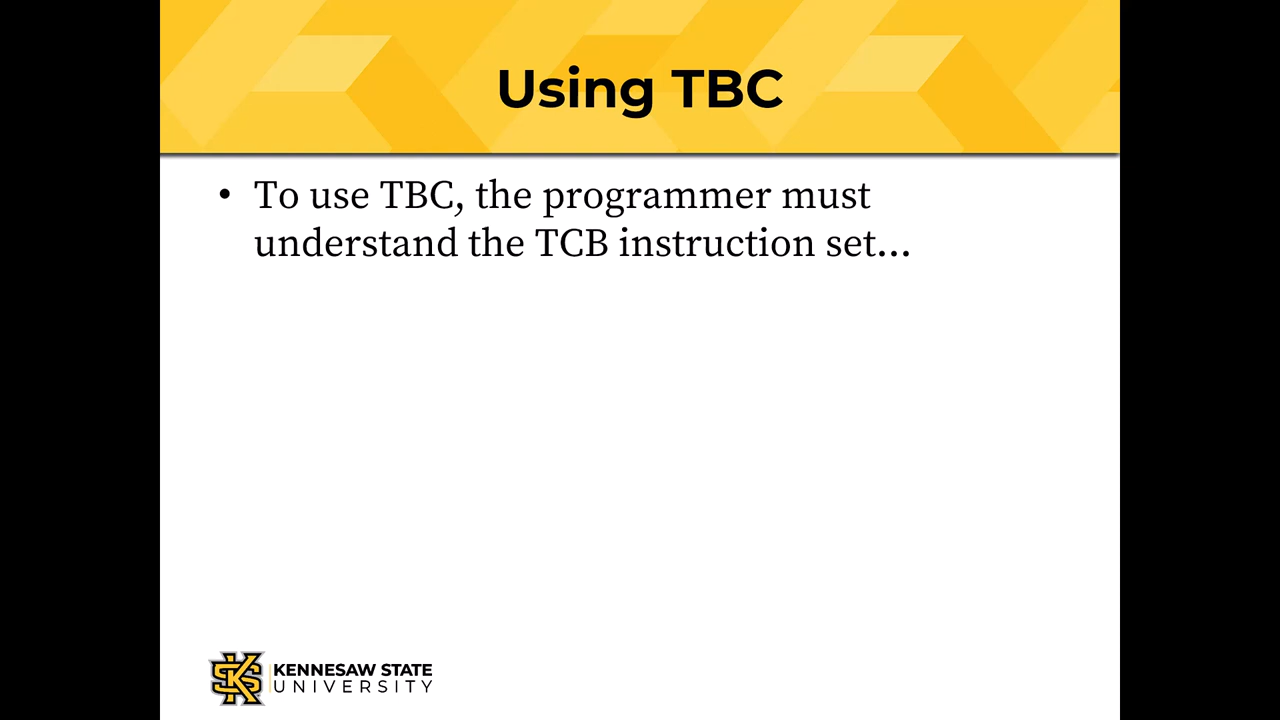 Using TBC
• To use TBC, the programmer must
understand the TCB instruction set…
KENNESAW STATE
UNIVERSITY